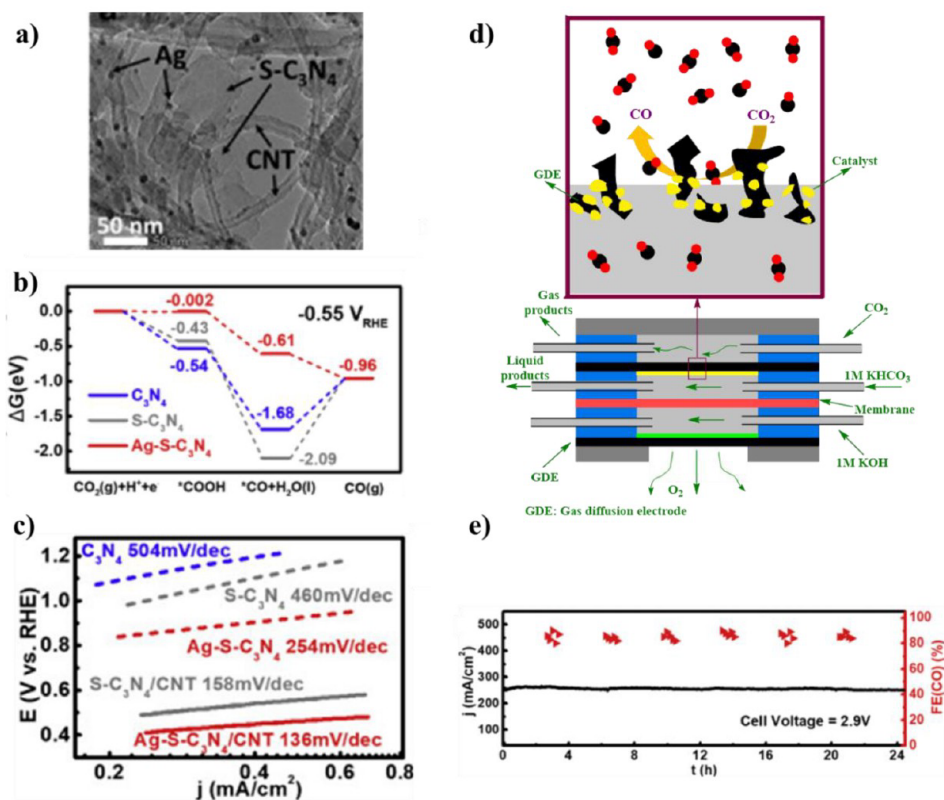 a)
Ag
S-C₃N₄
CNT
50 nm
b)
ΔG(eV)
0.0
-0.5
-1.0
-1.5
-2.0
-0.002
-0.43
-0.54
-0.61
-0.96
-1.68
-2.09
-0.55 V_RHE
C₃N₄
S-C₃N₄
Ag-S-C₃N₄
CO₂(g)+H⁺+e⁻ *COOH *CO+H₂O(l) CO(g)
c)
E (V vs. RHE)
1.2
1.0
0.8
0.6
0.4
C₃N₄ 504mV/dec
S-C₃N₄ 460mV/dec
Ag-S-C₃N₄ 254mV/dec
S-C₃N₄/CNT 158mV/dec
Ag-S-C₃N₄/CNT 136mV/dec
0.2 0.4 0.6 0.8
j (mA/cm²)
d)
CO
CO₂
GDE
Catalyst
Gas
products
CO₂
Liquid
products
1M KHCO₃
Membrane
GDE
1M KOH
O₂
GDE: Gas diffusion electrode
e)
j (mA/cm²)
500
400
300
200
100
100
80
60
40
20
0
FE(CO) (%)
Cell Voltage = 2.9V
0 4 8 12 16 20 24
t (h)